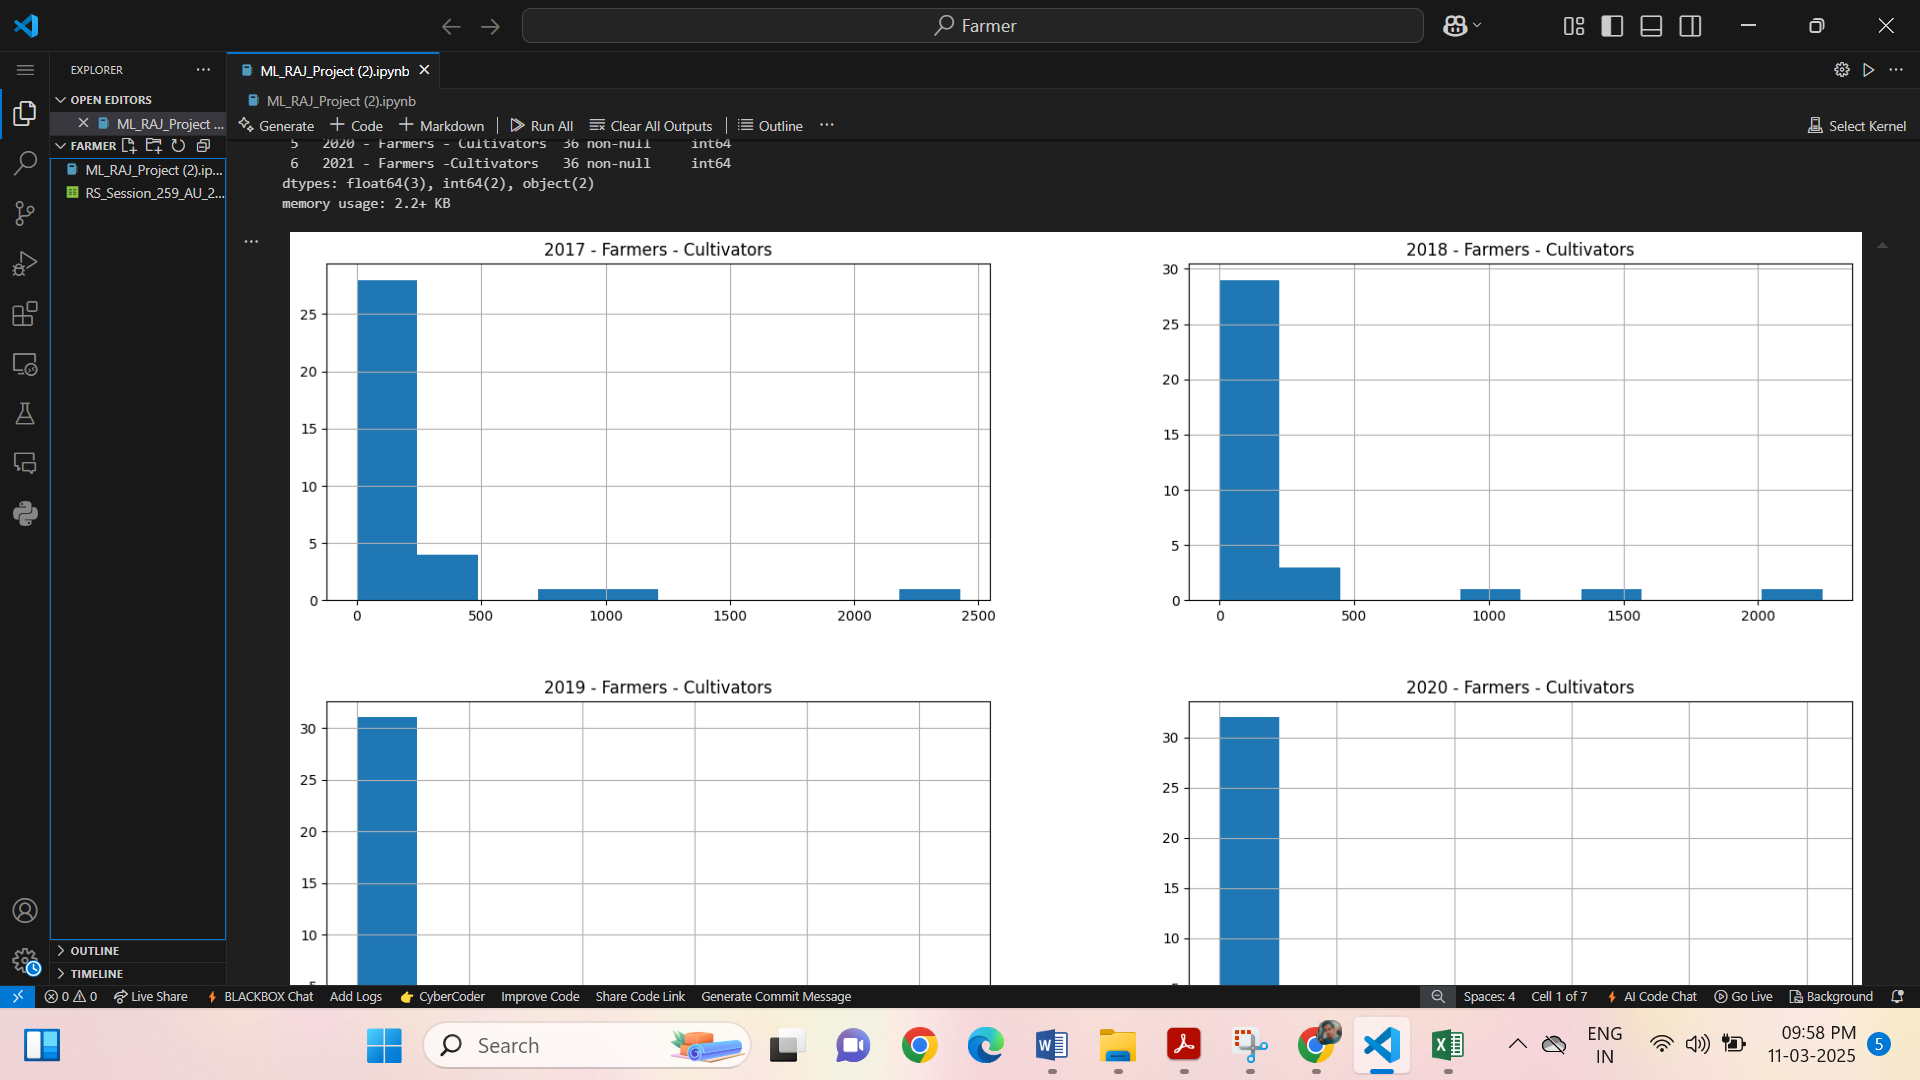 Farmer
EXPLORER
ML_RAJ_Project (2).ipynb
OPEN EDITORS
ML_RAJ_Project (2).ipynb
ML_RAJ_Project ...
Generate
Code
Markdown
Run All
Clear All Outputs
Outline
Select Kernel
FARMER
ML_RAJ_Project (2).ip...
RS_Session_259_AU_2...
5 2020 - Farmers - Cultivators 36 non-null int64
6 2021 - Farmers -Cultivators 36 non-null int64
dtypes: float64(3), int64(2), object(2)
memory usage: 2.2+ KB
2017 - Farmers - Cultivators
25
20
15
10
5
0
0 500 1000 1500 2000 2500
2018 - Farmers - Cultivators
30
25
20
15
10
5
0
0 500 1000 1500 2000
2019 - Farmers - Cultivators
30
25
20
15
10
2020 - Farmers - Cultivators
30
25
20
15
10
OUTLINE
TIMELINE
0 0 Live Share BLACKBOX Chat Add Logs CyberCoder Improve Code Share Code Link Generate Commit Message
Spaces: 4 Cell 1 of 7 AI Code Chat Go Live Background
Search
ENG
IN
09:58 PM
11-03-2025
5